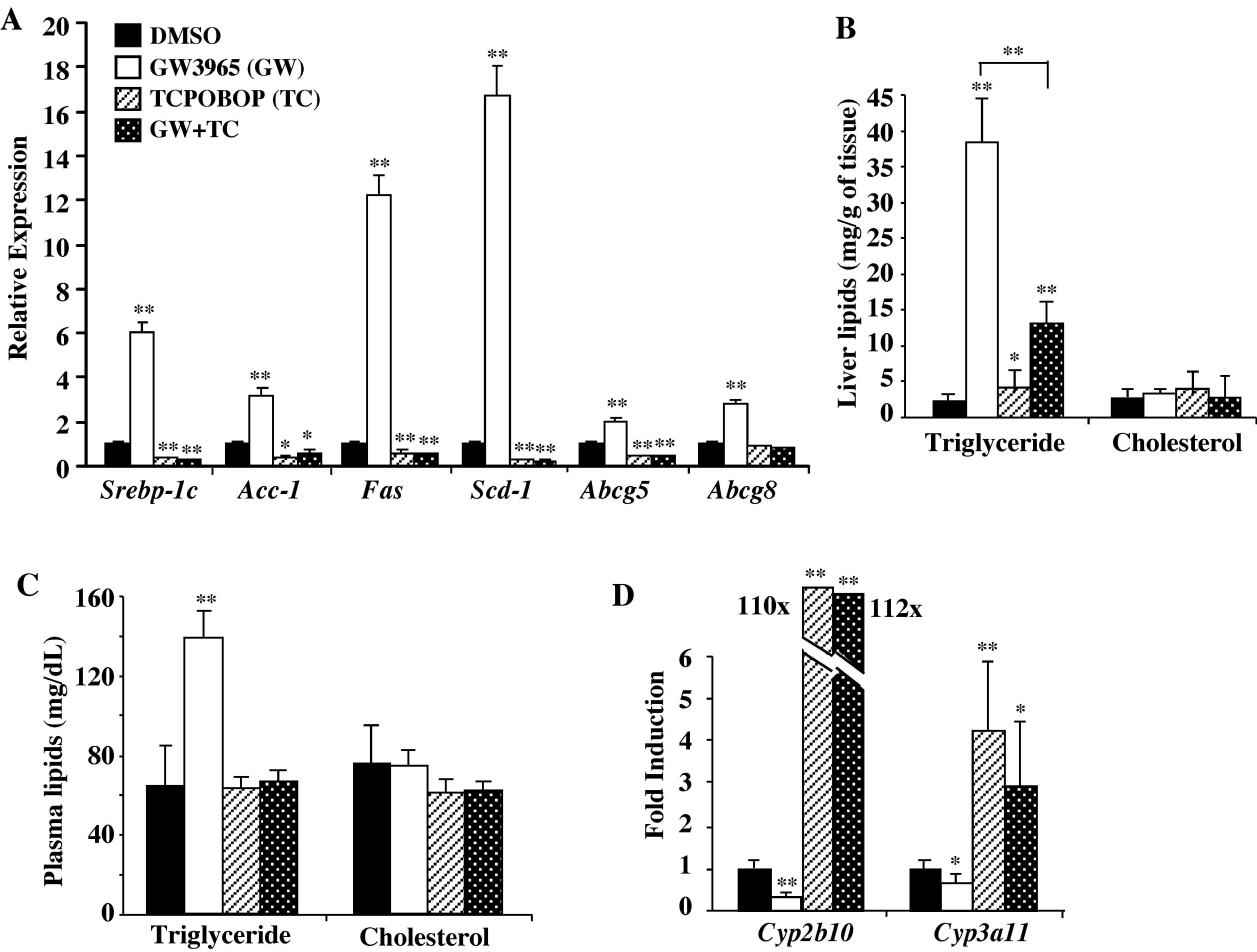 A
Relative Expression
20
18
16
14
12
10
8
6
4
2
0
DMSO
GW3965 (GW)
TCPOBOP (TC)
GW+TC
** ** ** **
** * * **
** ** ** **
** ** ** **
Srebp-1c Acc-1 Fas Scd-1 Abcg5 Abcg8
B
Liver lipids (mg/g of tissue)
45
40
35
30
25
20
15
10
5
0
**
**
*
**
Triglyceride Cholesterol
C
Plasma lipids (mg/dL)
160
120
80
40
0
**
Triglyceride Cholesterol
D
Fold Induction
6
4
3
2
1
0
110x
** **
112x
**
**
*
*
Cyp2b10 Cyp3a11